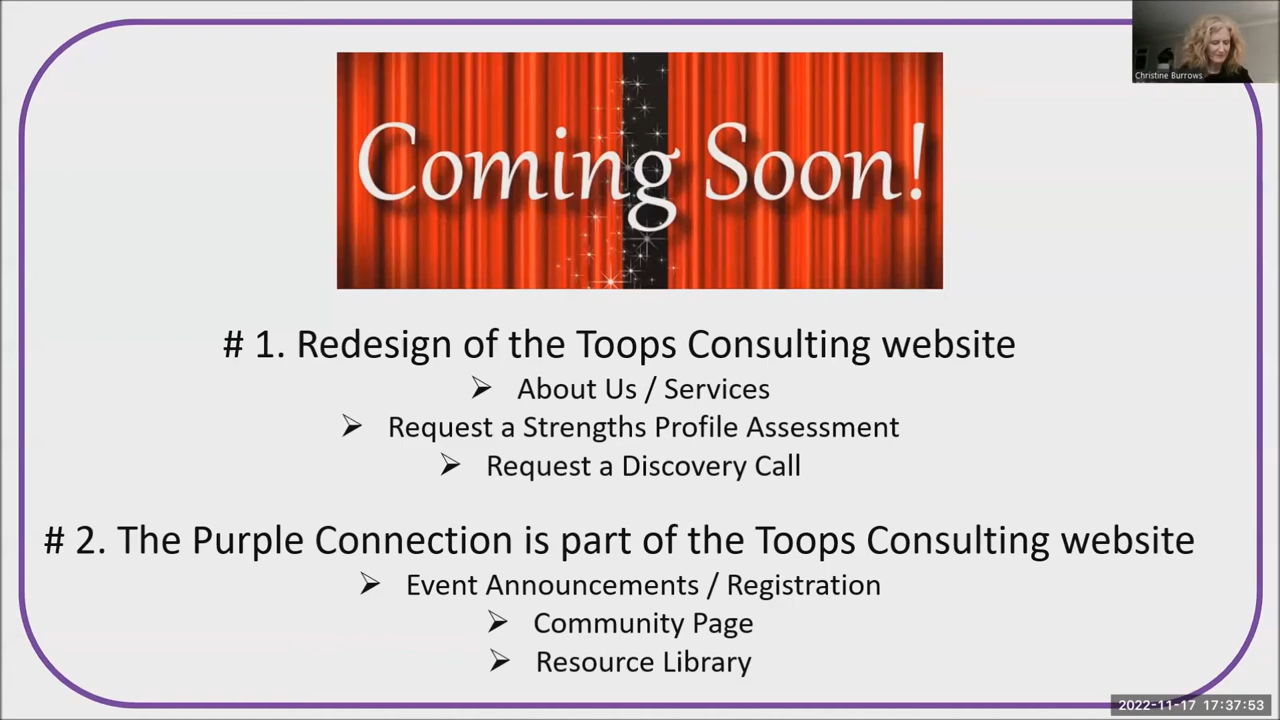 Coming Soon!
Christine Burrows
# 1. Redesign of the Toops Consulting website
➢ About Us / Services
➢ Request a Strengths Profile Assessment
➢ Request a Discovery Call
# 2. The Purple Connection is part of the Toops Consulting website
➢ Event Announcements / Registration
➢ Community Page
➢ Resource Library
2022-11-17 17:37:53